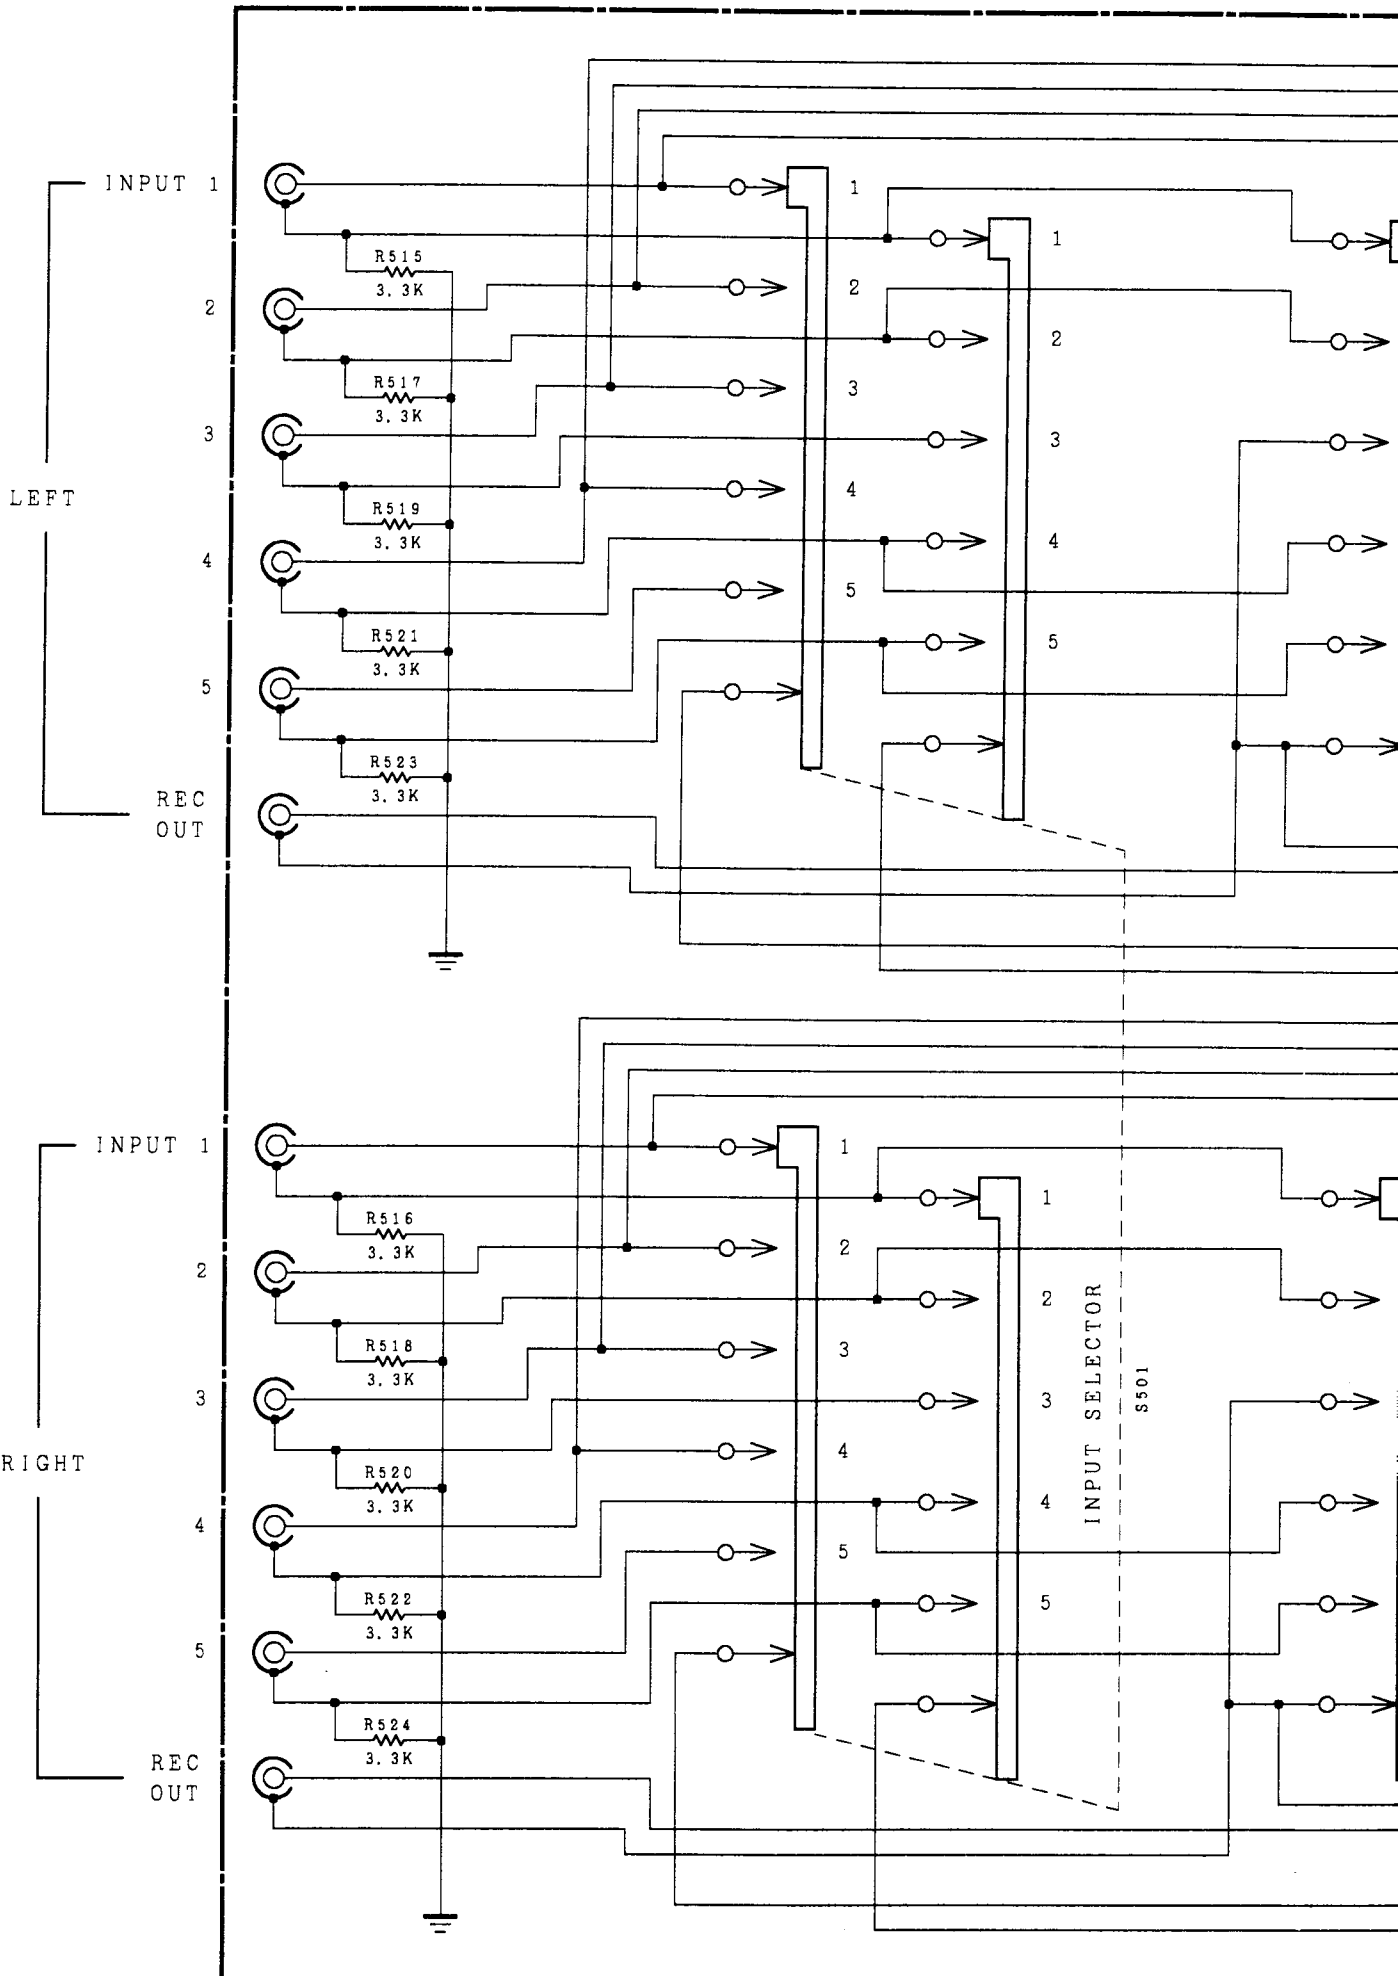 INPUT 1
1
1
R515
3.3K
2
2
2
R517
3.3K
3
3
3
LEFT
R519
3.3K
4
4
4
5
R521
3.3K
5
5
R523
3.3K
REC
OUT
INPUT 1
1
1
R516
3.3K
2
2
2
R518
3.3K
3
3
3
INPUT SELECTOR
S501
RIGHT
R520
3.3K
4
4
4
5
R522
3.3K
5
5
R524
3.3K
REC
OUT